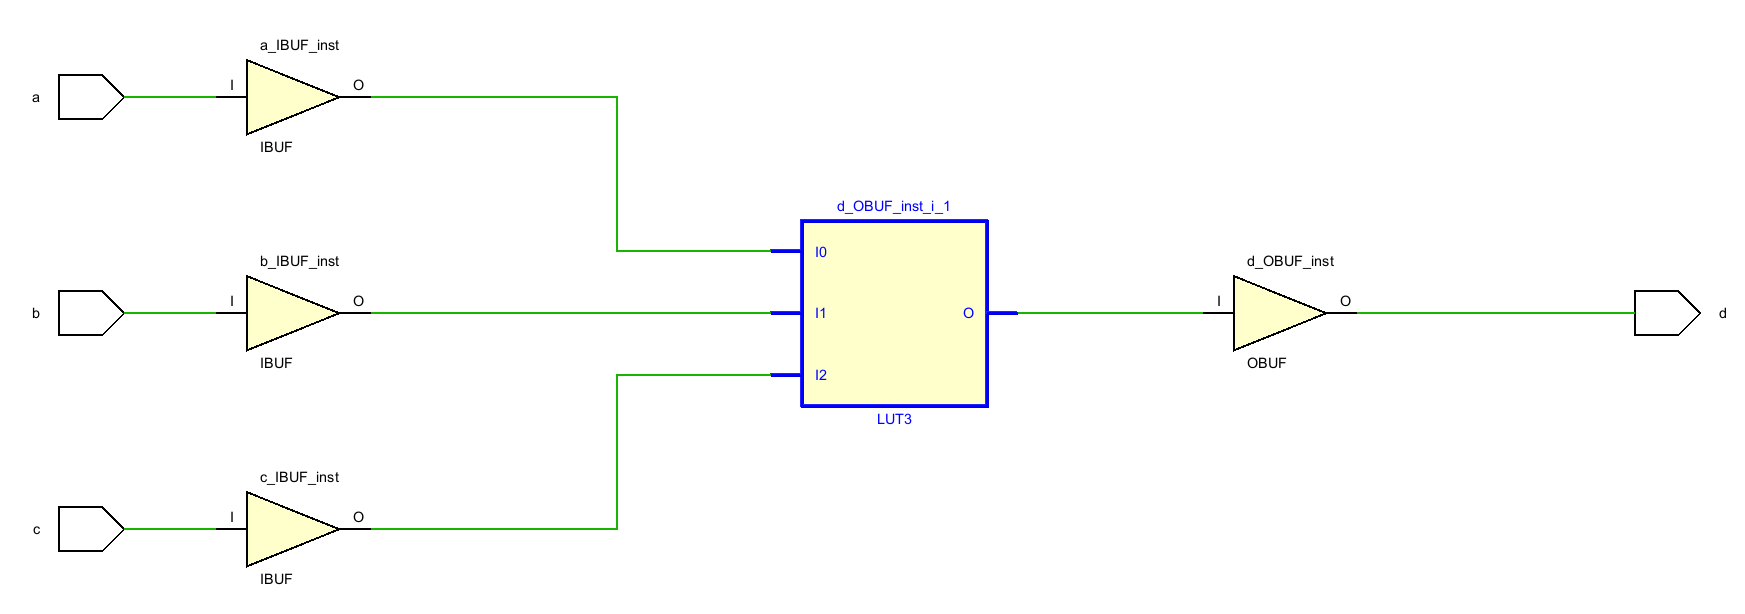 a_IBUF_inst
a
I
O
IBUF
d_OBUF_inst_i_1
I0
b_IBUF_inst
d_OBUF_inst
b
I
O
I1
O
I
O
d
IBUF
OBUF
I2
LUT3
c_IBUF_inst
c
I
O
IBUF